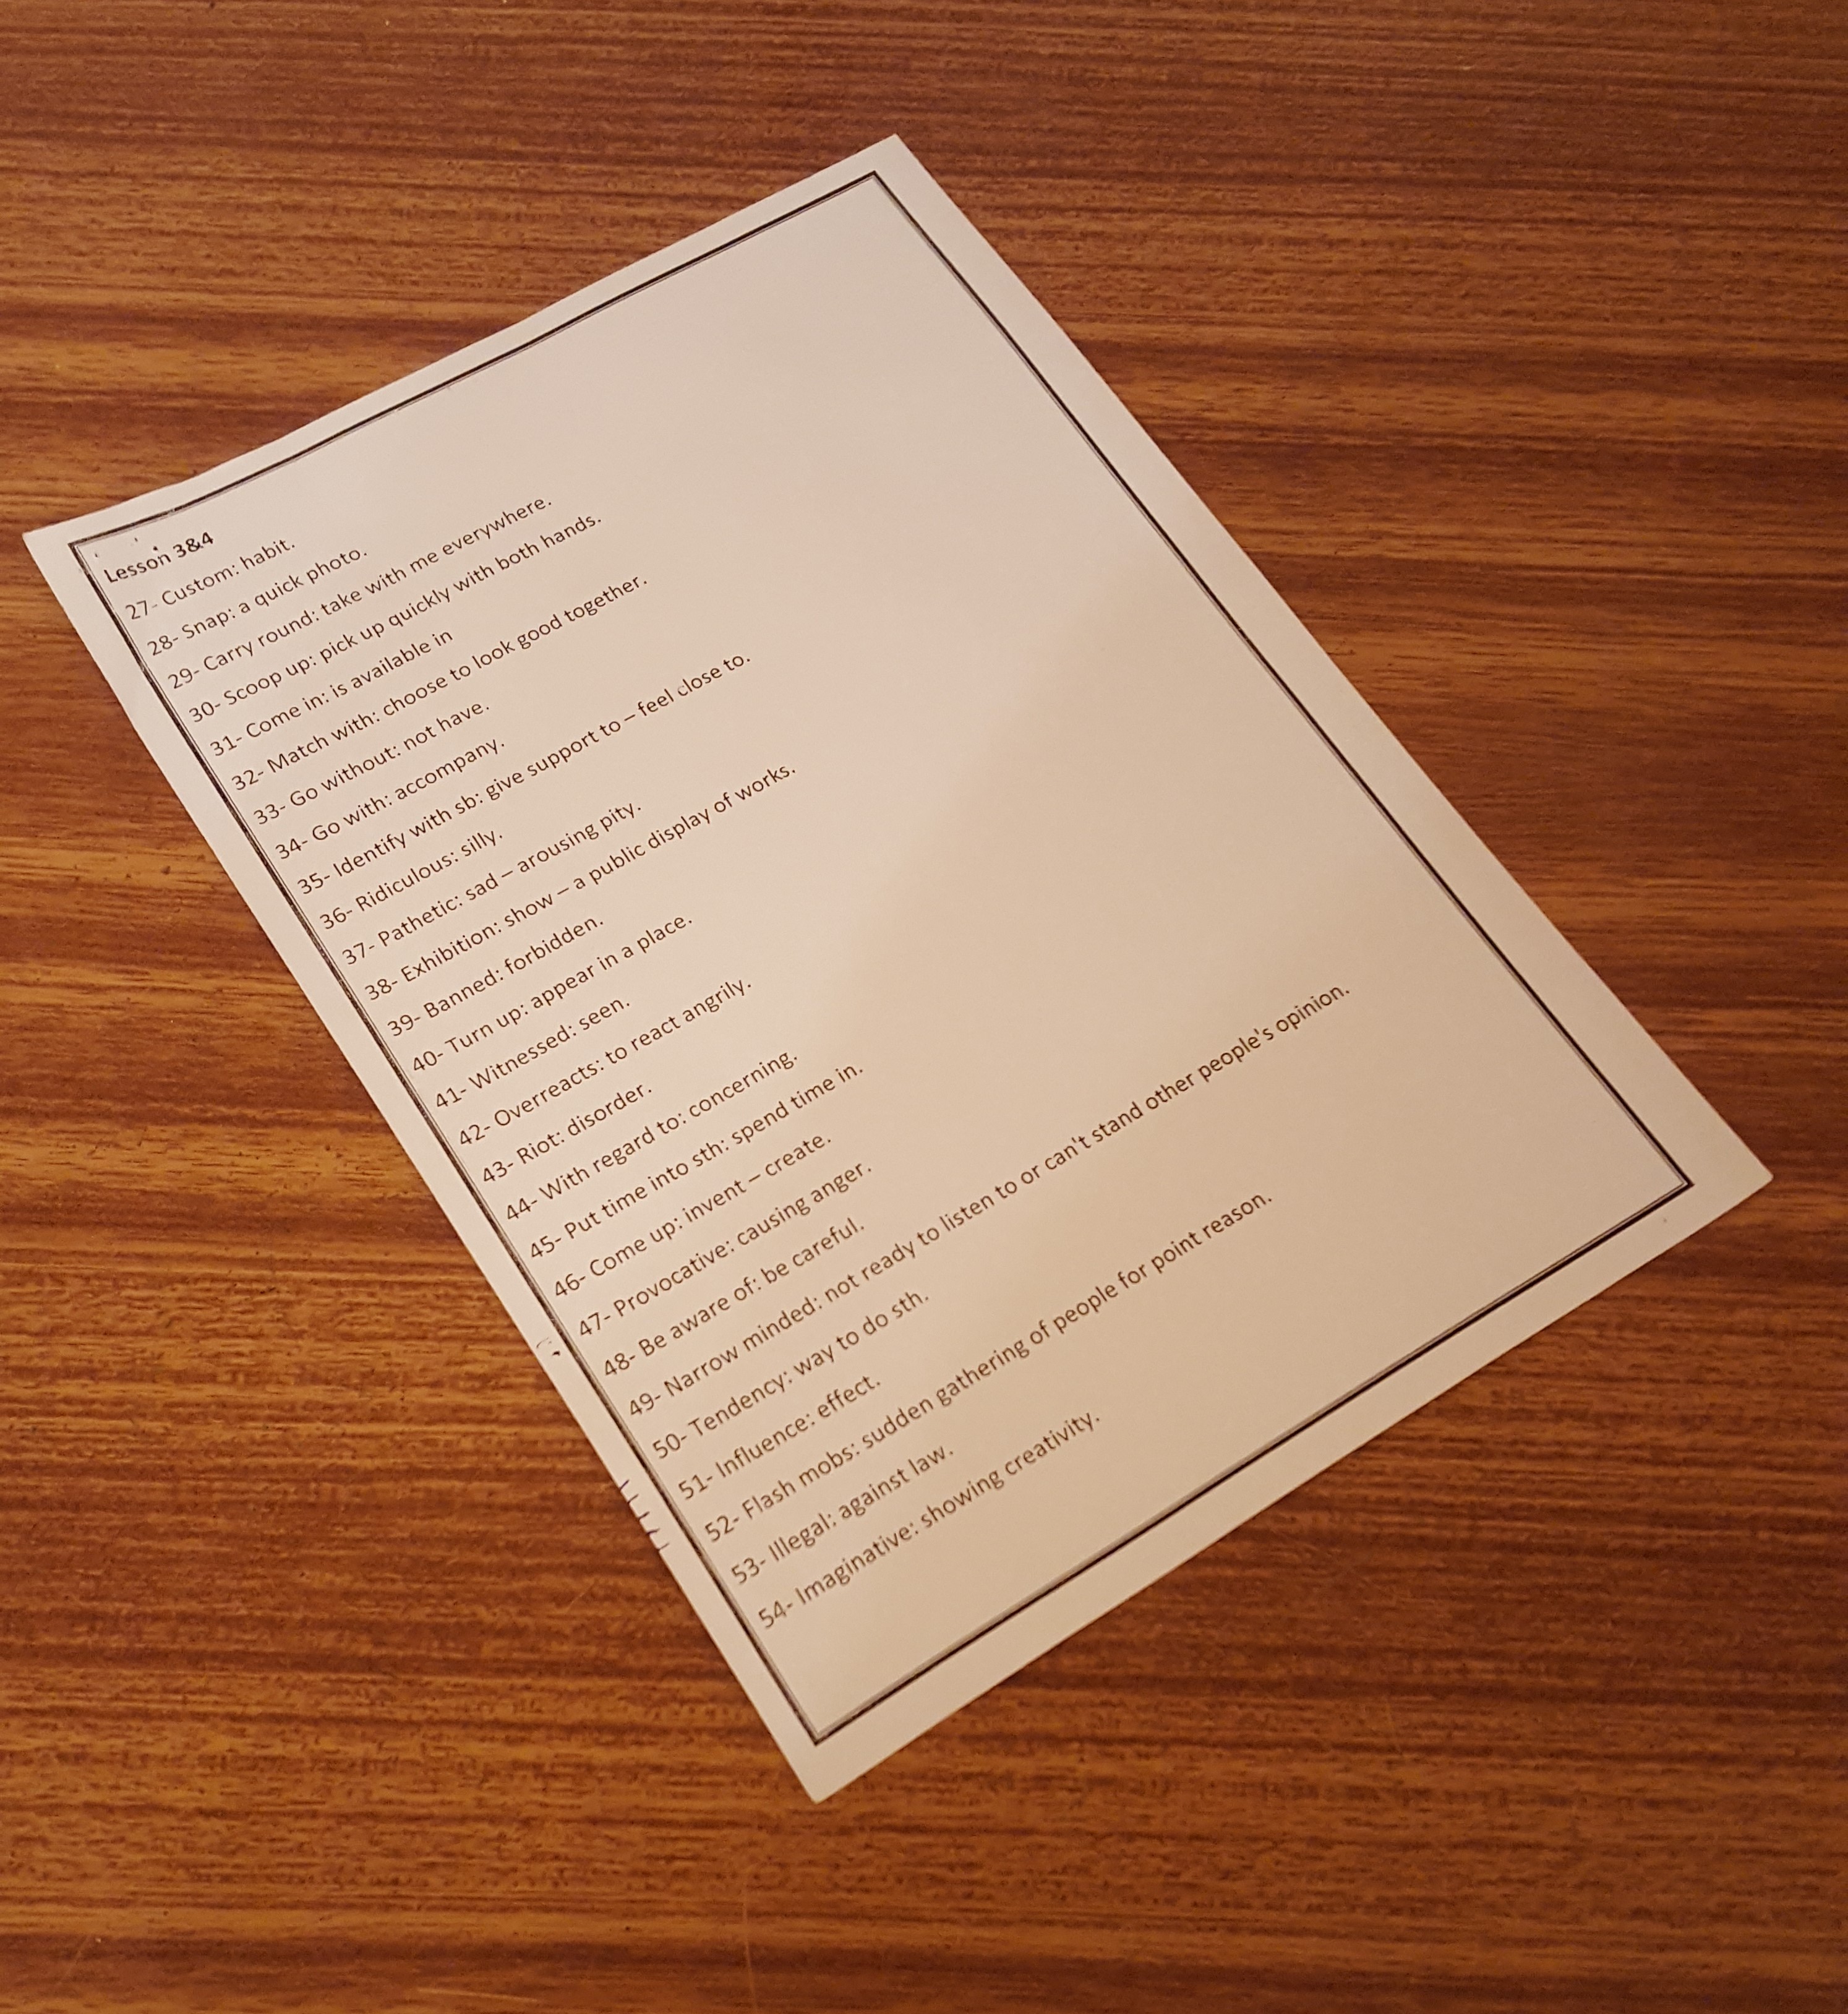 Lesson 3&4
27- Custom: habit.
28- Snap: a quick photo.
29- Carry round: take with me everywhere.
30- Scoop up: pick up quickly with both hands.
31- Come in: is available in
32- Match with: choose to look good together.
33- Go without: not have.
34- Go with: accompany.
35- Identify with sb: give support to – feel close to.
36- Ridiculous: silly.
37- Pathetic: sad – arousing pity.
38- Exhibition: show – a public display of works.
39- Banned: forbidden.
40- Turn up: appear in a place.
41- Witnessed: seen.
42- Overreacts: to react angrily.
43- Riot: disorder.
44- With regard to: concerning.
45- Put time into sth: spend time in.
46- Come up: invent – create.
47- Provocative: causing anger.
48- Be aware of: be careful.
49- Narrow minded: not ready to listen to or can't stand other people's opinion.
50- Tendency: way to do sth.
51- Influence: effect.
52- Flash mobs: sudden gathering of people for point reason.
53- Illegal: against law.
54- Imaginative: showing creativity.